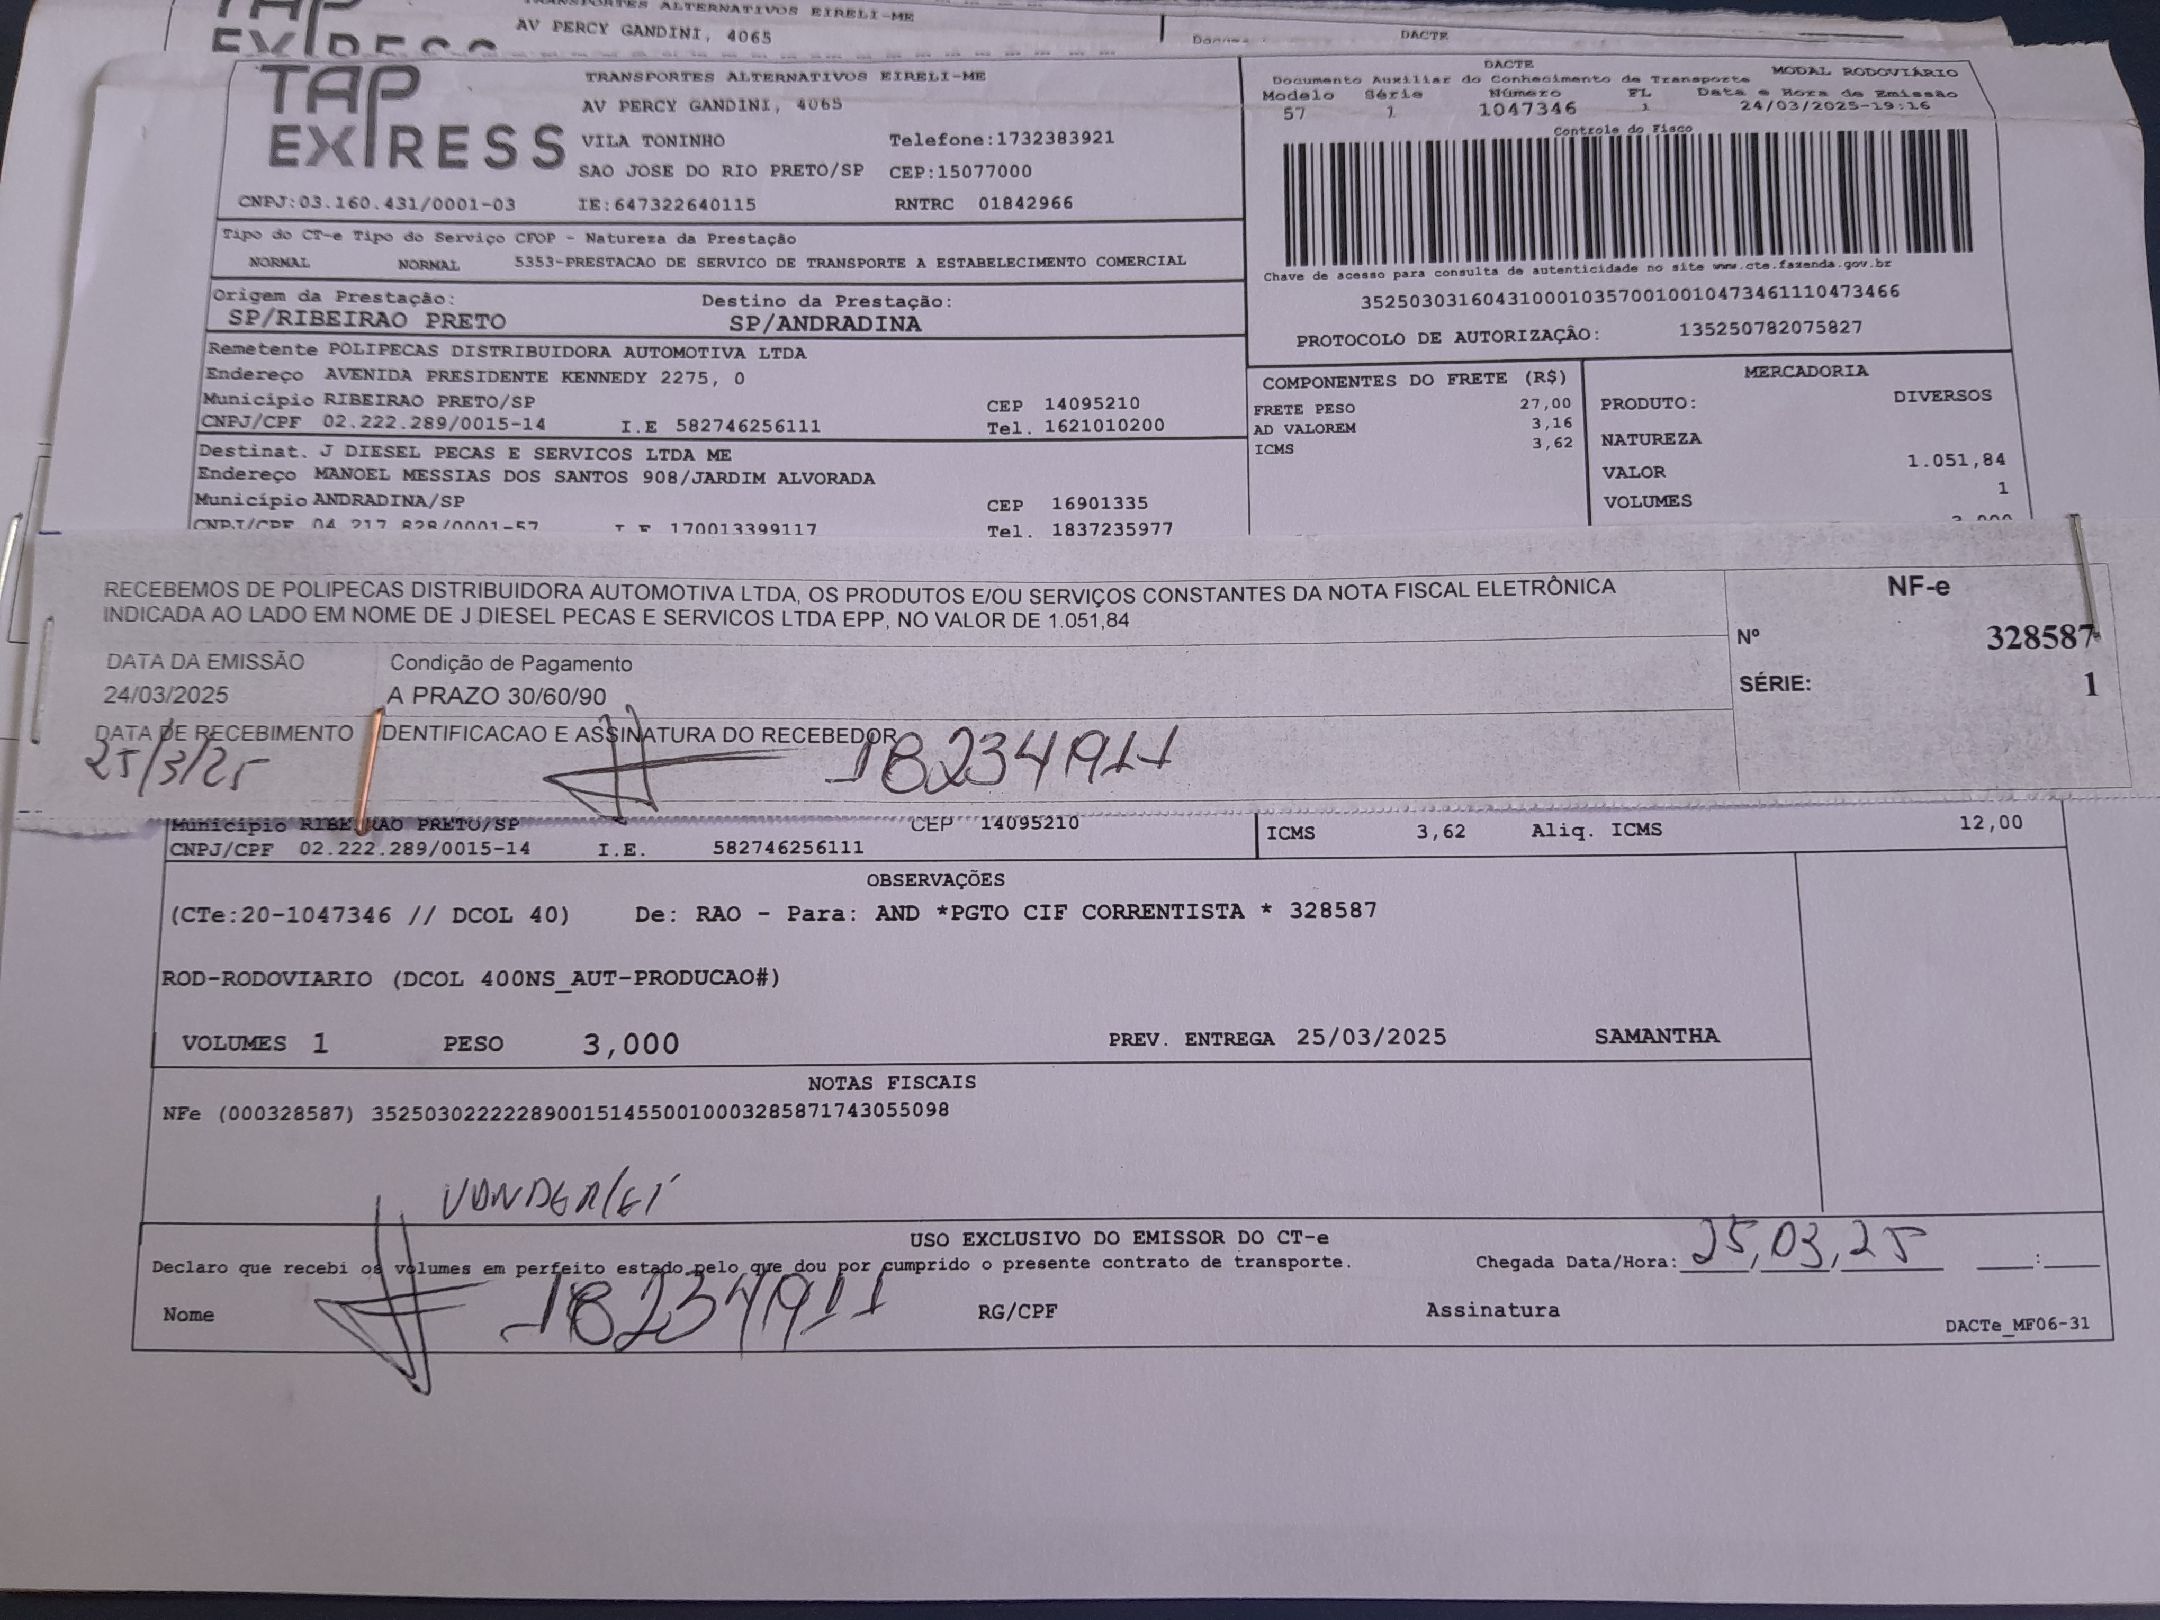 TRANSPORTES ALTERNATIVOS EIRELI-ME
AV PERCY GANDINI, 4065
DACTE
TAP EXPRESS
TRANSPORTES ALTERNATIVOS EIRELI-ME
AV PERCY GANDINI, 4065
VILA TONINHO Telefone:1732383921
SAO JOSE DO RIO PRETO/SP CEP:15077000
CNPJ:03.160.431/0001-03 IE:647322640115 RNTRC 01842966
DACTE
Documento Auxiliar do Conhecimento de Transporte MODAL RODOVIÁRIO
Modelo Série Número FL Data e Hora de Emissão
57 1 1047346 1 24/03/2025-19:16
Controle do Fisco
Chave de acesso para consulta de autenticidade no site www.cte.fazenda.gov.br
35250303160431000103570010010473461110473466
PROTOCOLO DE AUTORIZAÇÂO: 135250782075827
Tipo do CT-e Tipo do Serviço CFOP - Natureza da Prestação
NORMAL NORMAL 5353-PRESTACAO DE SERVICO DE TRANSPORTE A ESTABELECIMENTO COMERCIAL
Origem da Prestação: Destino da Prestação:
SP/RIBEIRAO PRETO SP/ANDRADINA
Remetente POLIPECAS DISTRIBUIDORA AUTOMOTIVA LTDA
Endereço AVENIDA PRESIDENTE KENNEDY 2275, 0
Município RIBEIRAO PRETO/SP CEP 14095210
CNPJ/CPF 02.222.289/0015-14 I.E 582746256111 Tel. 1621010200
Destinat. J DIESEL PECAS E SERVICOS LTDA ME
Endereço MANOEL MESSIAS DOS SANTOS 908/JARDIM ALVORADA
Município ANDRADINA/SP CEP 16901335
CNPJ/CPF 04.217.828/0001-57 I.E 170013399117 Tel. 1837235977
COMPONENTES DO FRETE (R$)
FRETE PESO 27,00
AD VALOREM 3,16
ICMS 3,62
MERCADORIA
PRODUTO: DIVERSOS
NATUREZA
VALOR 1.051,84
VOLUMES 1
RECEBEMOS DE POLIPECAS DISTRIBUIDORA AUTOMOTIVA LTDA, OS PRODUTOS E/OU SERVIÇOS CONSTANTES DA NOTA FISCAL ELETRÔNICA
INDICADA AO LADO EM NOME DE J DIESEL PECAS E SERVICOS LTDA EPP, NO VALOR DE 1.051,84
NF-e
Nº 328587
SÉRIE: 1
DATA DA EMISSÃO Condição de Pagamento
24/03/2025 A PRAZO 30/60/90
DATA DE RECEBIMENTO IDENTIFICACAO E ASSINATURA DO RECEBEDOR
25/3/25 18234911
Município RIBEIRAO PRETO/SP CEP 14095210
CNPJ/CPF 02.222.289/0015-14 I.E. 582746256111
ICMS 3,62 Aliq. ICMS 12,00
OBSERVAÇÕES
(CTe:20-1047346 // DCOL 40) De: RAO - Para: AND *PGTO CIF CORRENTISTA * 328587
ROD-RODOVIARIO (DCOL 400NS_AUT-PRODUCAO#)
VOLUMES 1 PESO 3,000 PREV. ENTREGA 25/03/2025 SAMANTHA
NOTAS FISCAIS
NFe (000328587) 35250302222289001514550010003285871743055098
USO EXCLUSIVO DO EMISSOR DO CT-e
Declaro que recebi os volumes em perfeito estado pelo que dou por cumprido o presente contrato de transporte. Chegada Data/Hora: 25,03,25 :
Nome 18234911 RG/CPF Assinatura
DACTe_MF06-31